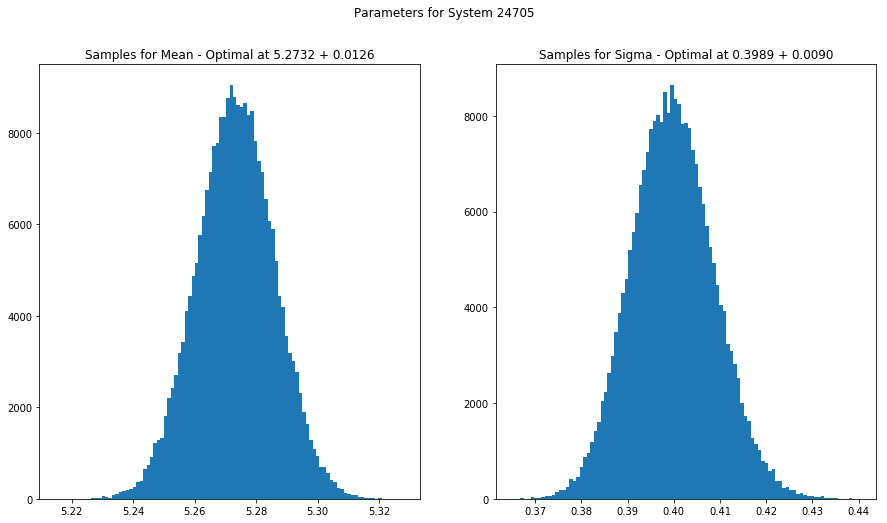 Parameters for System 24705
Samples for Mean - Optimal at 5.2732 + 0.0126
8000
6000
4000
2000
0
5.22 5.24 5.26 5.28 5.30 5.32
Samples for Sigma - Optimal at 0.3989 + 0.0090
8000
6000
4000
2000
0
0.37 0.38 0.39 0.40 0.41 0.42 0.43 0.44